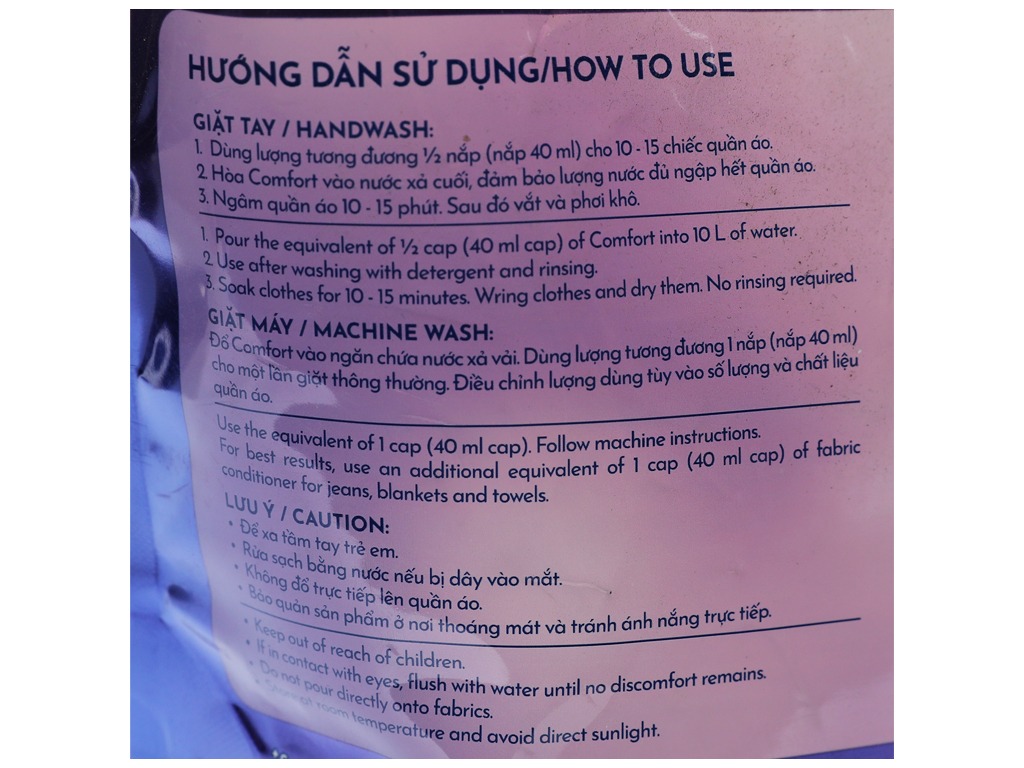 HƯỚNG DẪN SỬ DỤNG/HOW TO USE
GIẶT TAY / HANDWASH:
1. Dùng lượng tương đương ½ nắp (nắp 40 ml) cho 10 - 15 chiếc quần áo.
2. Hòa Comfort vào nước xả cuối, đảm bảo lượng nước đủ ngập hết quần áo.
3. Ngâm quần áo 10 - 15 phút. Sau đó vắt và phơi khô.
1. Pour the equivalent of ½ cap (40 ml cap) of Comfort into 10 L of water.
2. Use after washing with detergent and rinsing.
3. Soak clothes for 10 - 15 minutes. Wring clothes and dry them. No rinsing required.
GIẶT MÁY / MACHINE WASH:
Đổ Comfort vào ngăn chứa nước xả vải. Dùng lượng tương đương 1 nắp (nắp 40 ml)
cho một lần giặt thông thường. Điều chỉnh lượng dùng tùy vào số lượng và chất liệu
quần áo.
Use the equivalent of 1 cap (40 ml cap). Follow machine instructions.
For best results, use an additional equivalent of 1 cap (40 ml cap) of fabric
conditioner for jeans, blankets and towels.
LƯU Ý / CAUTION:
• Để xa tầm tay trẻ em.
• Rửa sạch bằng nước nếu bị dây vào mắt.
• Không đổ trực tiếp lên quần áo.
• Bảo quản sản phẩm ở nơi thoáng mát và tránh ánh nắng trực tiếp.
• Keep out of reach of children.
• If in contact with eyes, flush with water until no discomfort remains.
• Do not pour directly onto fabrics.
room temperature and avoid direct sunlight.